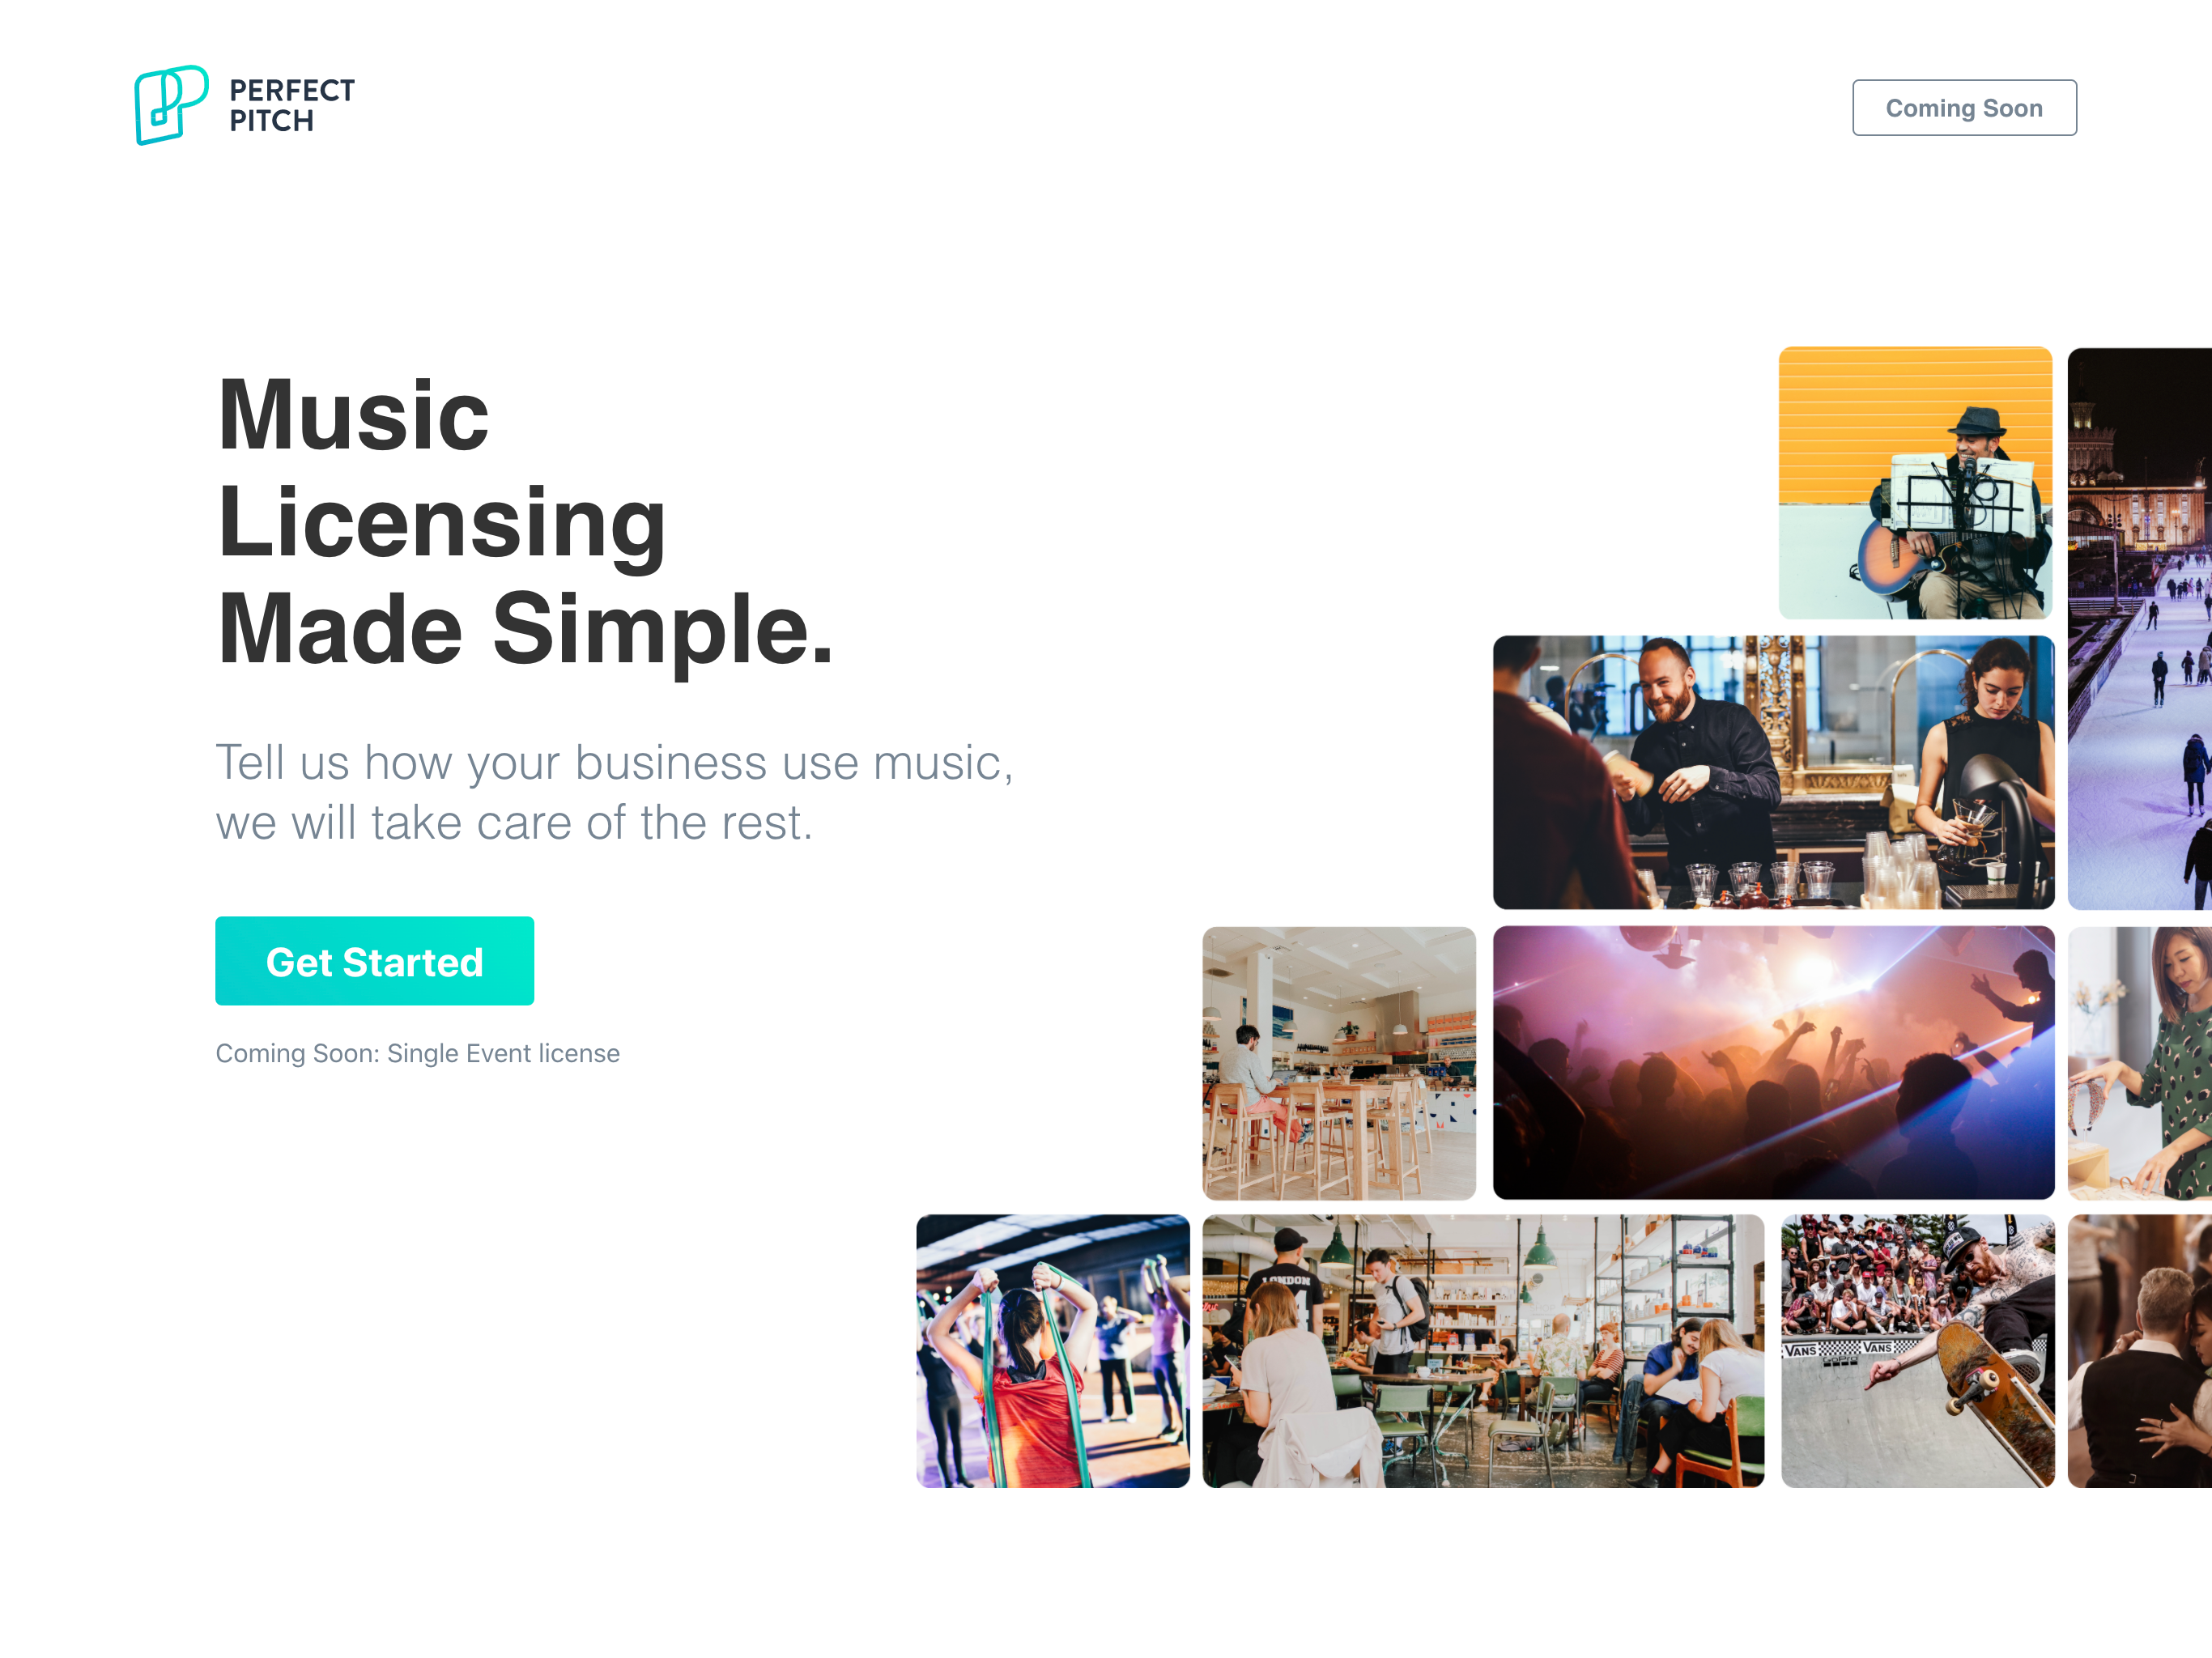 PERFECT
PITCH
Coming Soon
Music
Licensing
Made Simple.
Tell us how your business use music,
we will take care of the rest.
Get Started
Coming Soon: Single Event license
LONDON
VANS
VANS
GoPro